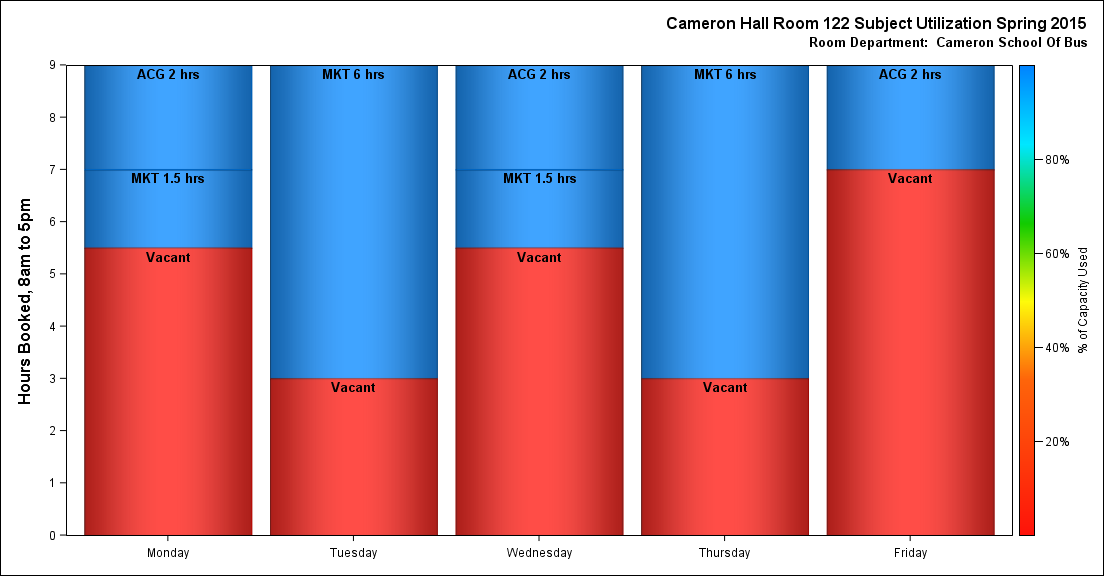 Cameron Hall Room 122 Subject Utilization Spring 2015
Room Department:  Cameron School Of Bus
Hours Booked, 8am to 5pm
9
8
7
6
5
4
3
2
1
0
ACG 2 hrs
MKT 1.5 hrs
Vacant
MKT 6 hrs
Vacant
ACG 2 hrs
MKT 1.5 hrs
Vacant
MKT 6 hrs
Vacant
ACG 2 hrs
Vacant
Monday
Tuesday
Wednesday
Thursday
Friday
80%
60%
40%
20%
% of Capacity Used